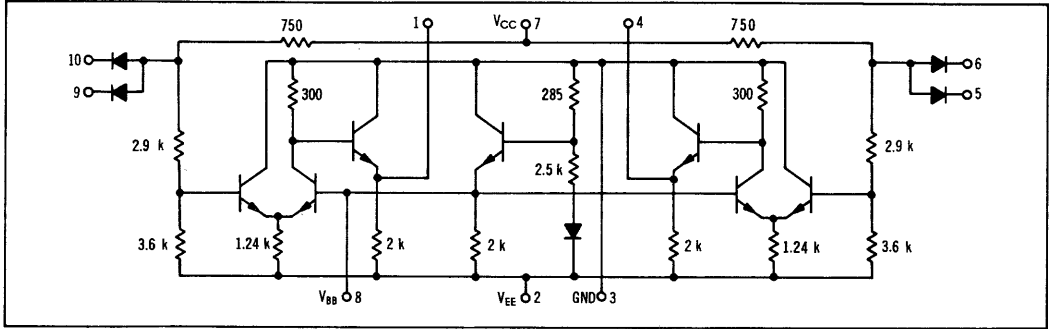 750 1 VCC 7 4 750
10 6
9 300 285 300 5
2.9 k 2.5 k 2.9 k
3.6 k 1.24 k 2 k 2 k 2 k 1.24 k 3.6 k
VBB 8 VEE 2 GND 3